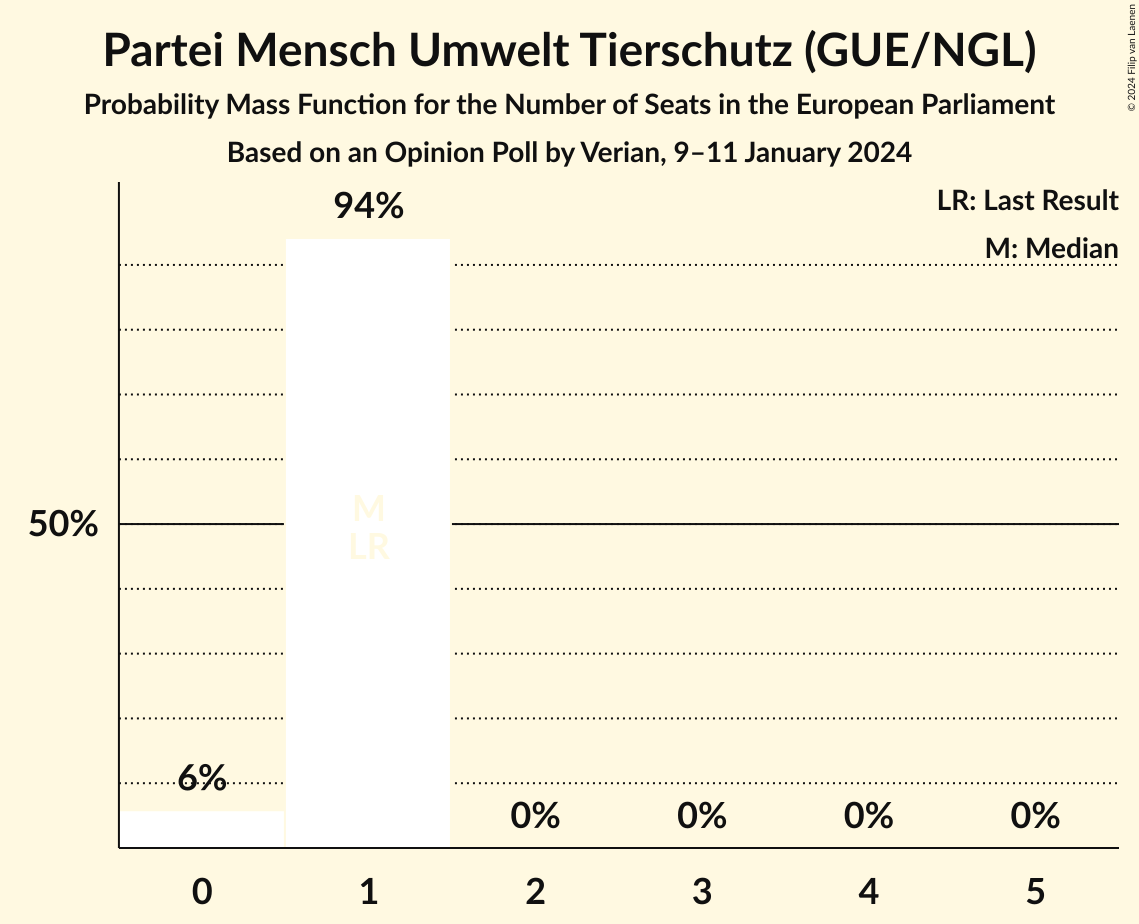 Partei Mensch Umwelt Tierschutz (GUE/NGL)
Probability Mass Function for the Number of Seats in the European Parliament
Based on an Opinion Poll by Verian, 9–11 January 2024
© 2024 Filip van Laenen
LR: Last Result
M: Median
94%
50%
M
LR
6%
0%
0%
0%
0%
0
1
2
3
4
5